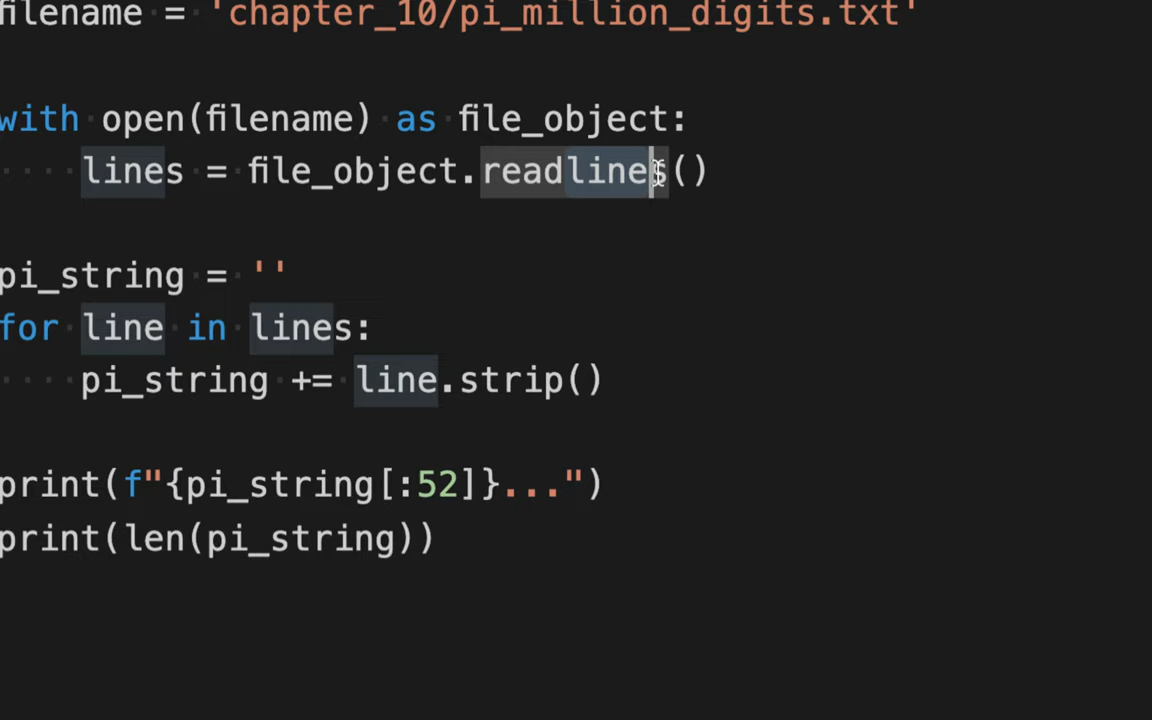 filename = 'chapter_10/pi_million_digits.txt'
with open(filename) as file_object:
    lines = file_object.readlines()
pi_string = ''
for line in lines:
    pi_string += line.strip()
print(f"{pi_string[:52]}...")
print(len(pi_string))